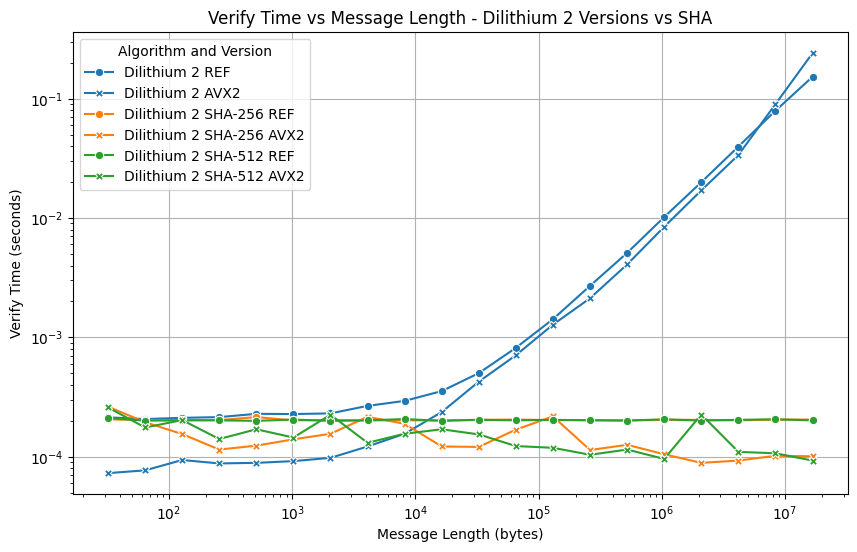 Verify Time vs Message Length - Dilithium 2 Versions vs SHA
Algorithm and Version
Dilithium 2 REF
Dilithium 2 AVX2
Dilithium 2 SHA-256 REF
Dilithium 2 SHA-256 AVX2
Dilithium 2 SHA-512 REF
Dilithium 2 SHA-512 AVX2
Verify Time (seconds)
10⁻¹
10⁻²
10⁻³
10⁻⁴
10² 10³ 10⁴ 10⁵ 10⁶ 10⁷
Message Length (bytes)